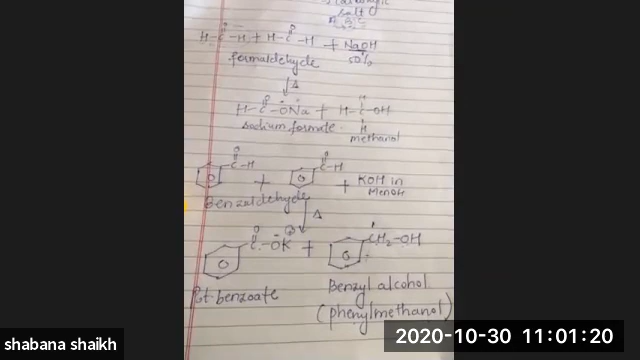 salt
H-C-H + H-C-H + NaOH
O O
formaldehyde 50%
Δ
H-C-ONa + H-C-OH
O H
sodium formate H
methanol
O O
C-H C-H
+ + KOH in
MeOH
Benzaldehyde
Δ
O
C-OK + CH2-OH
Pot benzoate Benzyl alcohol
(phenylmethanol)
shabana shaikh
2020-10-30 11:01:20